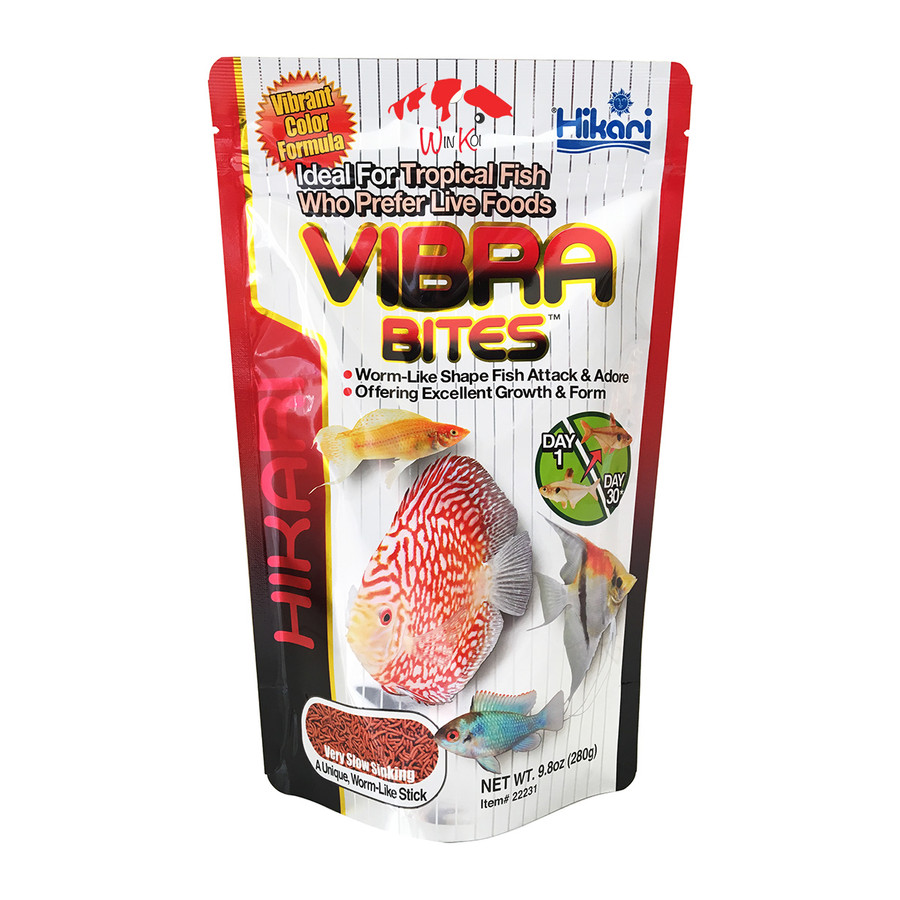 Vibrant
Color
Formula
WIN KOI
®Hikari
Ideal For Tropical Fish
Who Prefer Live Foods
VIBRA
BITES™
• Worm-Like Shape Fish Attack & Adore
• Offering Excellent Growth & Form
DAY
1
DAY
30*
HIKARI
Very Slow Sinking
A Unique, Worm-Like Stick
NET WT. 9.8oz (280g)
Item# 22231